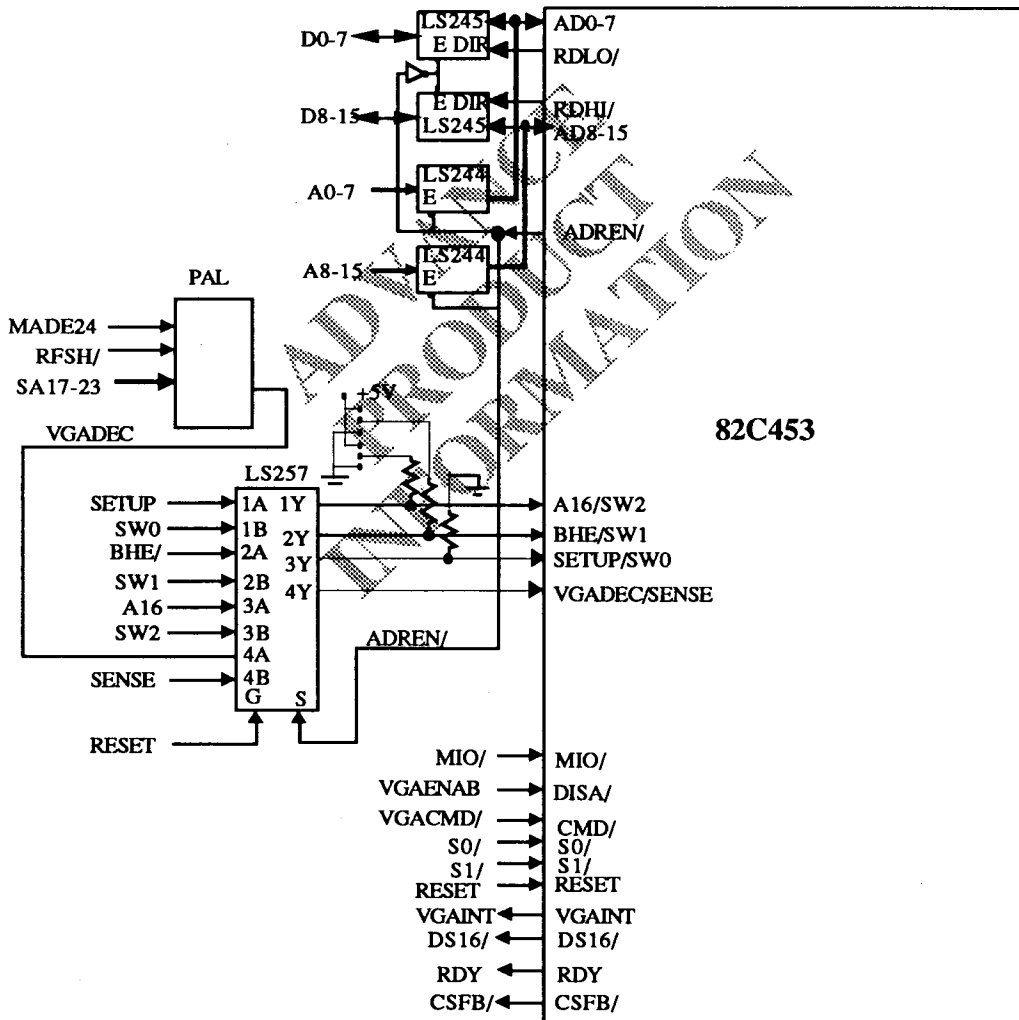 LS245
D0-7
E DIR
AD0-7
RDLO/
E DIR
D8-15
LS245
RDHI/
AD8-15
LS244
A0-7
E
ADREN/
LS244
A8-15
E
PAL
MADE24
RFSH/
SA17-23
VGADEC
+5V
82C453
LS257
SETUP
1A
1Y
A16/SW2
SW0
1B
BHE/
2A
2Y
BHE/SW1
SW1
2B
3Y
SETUP/SW0
A16
3A
4Y
VGADEC/SENSE
SW2
3B
ADREN/
4A
SENSE
4B
G
S
RESET
MIO/
MIO/
VGAENAB
DISA/
VGACMD/
CMD/
S0/
S0/
S1/
S1/
RESET
RESET
VGAINT
VGAINT
DS16/
DS16/
RDY
RDY
CSFB/
CSFB/
ADVANCE
PRODUCT
INFORMATION